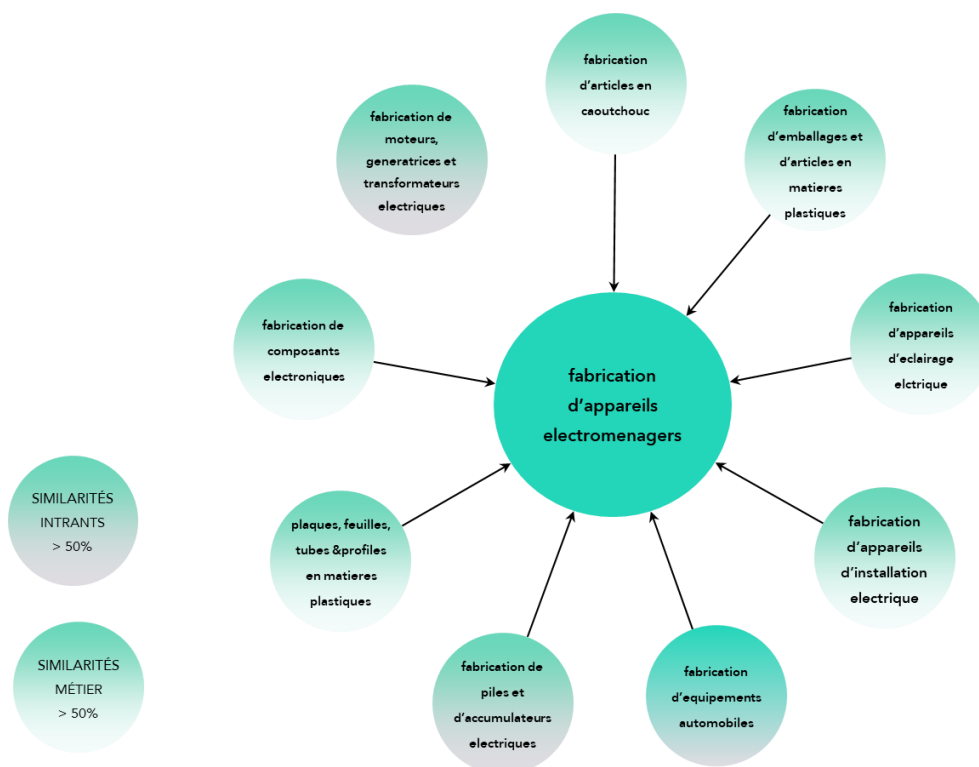 fabrication
d'articles en
caoutchouc
fabrication de
moteurs,
generatrices et
transformateurs
electriques
fabrication
d'emballages et
d'articles en
matieres
plastiques
fabrication de
composants
electroniques
fabrication
d'appareils
d'eclairage
elctrique
fabrication
d'appareils
electromenagers
SIMILARITÉS
INTRANTS
> 50%
plaques, feuilles,
tubes &profiles
en matieres
plastiques
fabrication
d'appareils
d'installation
electrique
SIMILARITÉS
MÉTIER
> 50%
fabrication de
piles et
d'accumulateurs
electriques
fabrication
d'equipements
automobiles